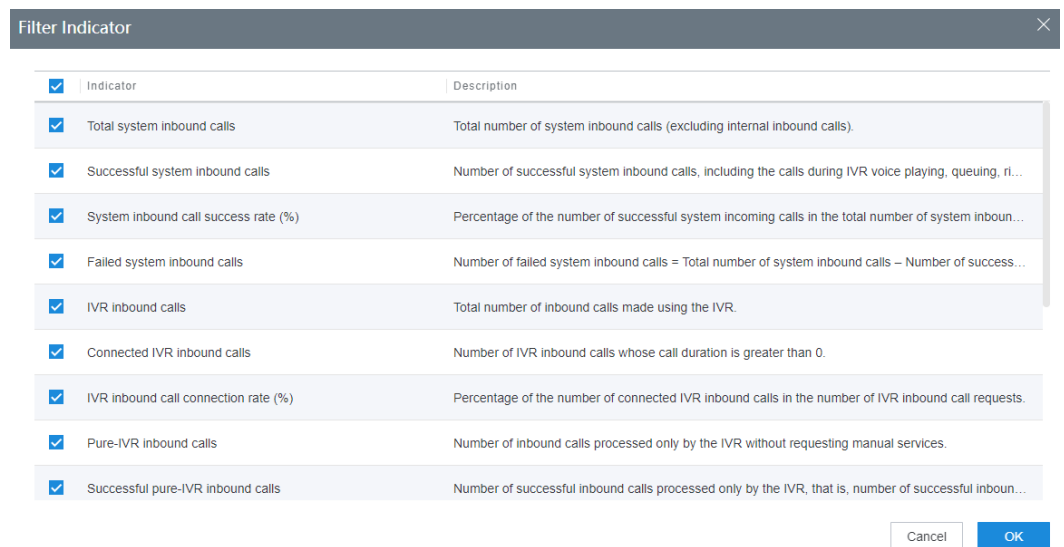 Filter Indicator
Indicator Description
Total system inbound calls Total number of system inbound calls (excluding internal inbound calls).
Successful system inbound calls Number of successful system inbound calls, including the calls during IVR voice playing, queuing, ri...
System inbound call success rate (%) Percentage of the number of successful system incoming calls in the total number of system inboun...
Failed system inbound calls Number of failed system inbound calls = Total number of system inbound calls – Number of success...
IVR inbound calls Total number of inbound calls made using the IVR.
Connected IVR inbound calls Number of IVR inbound calls whose call duration is greater than 0.
IVR inbound call connection rate (%) Percentage of the number of connected IVR inbound calls in the number of IVR inbound call requests.
Pure-IVR inbound calls Number of inbound calls processed only by the IVR without requesting manual services.
Successful pure-IVR inbound calls Number of successful inbound calls processed only by the IVR, that is, number of successful inboun...
Cancel OK